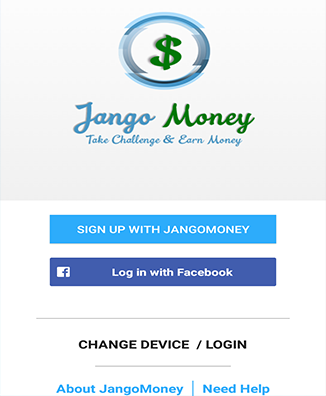 $
Jango Money
Take Challenge & Earn Money
SIGN UP WITH JANGOMONEY
Log in with Facebook
CHANGE DEVICE / LOGIN
About JangoMoney | Need Help